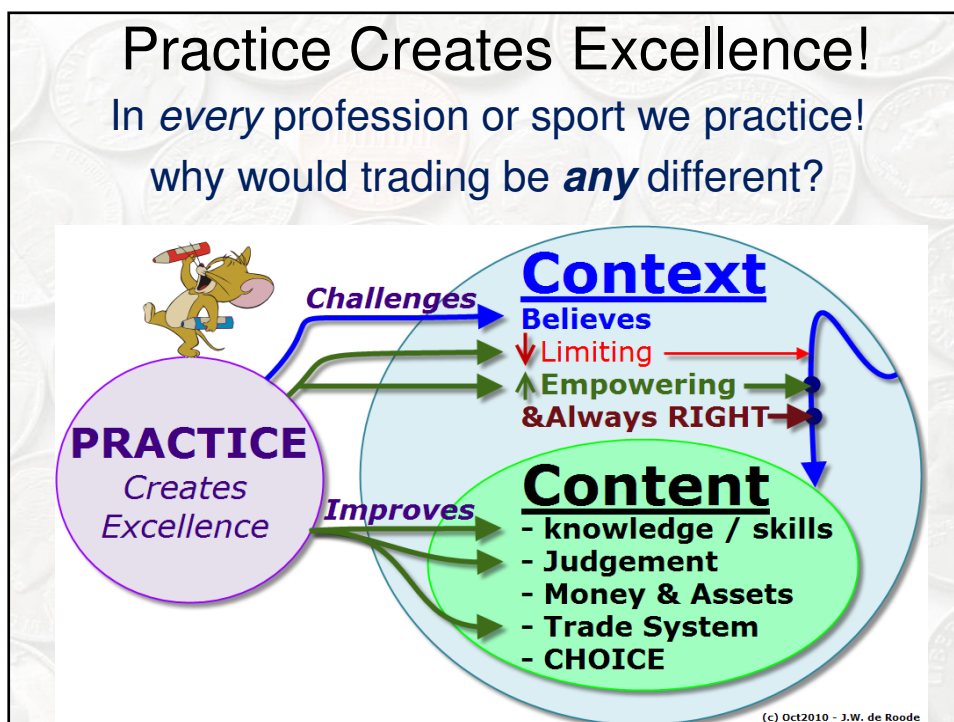 Practice Creates Excellence!
In every profession or sport we practice!
why would trading be any different?
Challenges
Context
Believes
Limiting
Empowering
&Always RIGHT
PRACTICE
Creates
Excellence
Improves
Content
- knowledge / skills
- Judgement
- Money & Assets
- Trade System
- CHOICE
(c) Oct2010 - J.W. de Roode